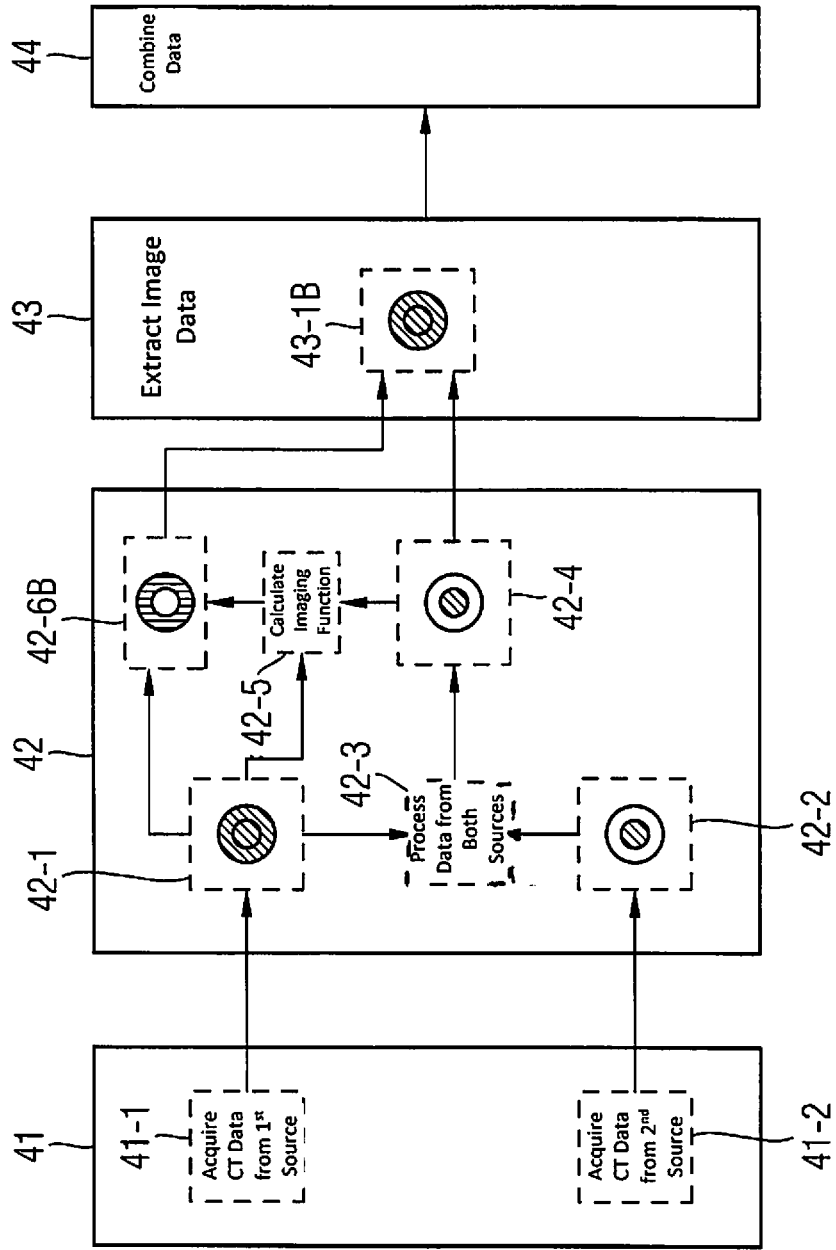 41
41-1
Acquire
CT Data
from 1st
Source
Acquire
CT Data
from 2nd
Source
41-2
42
42-1
42-3
Process
Data from
Both
Sources
42-2
42-6B
42-5
Calculate
Imaging
Function
42-4
43
Extract Image
Data
43-1B
44
Combine
Data